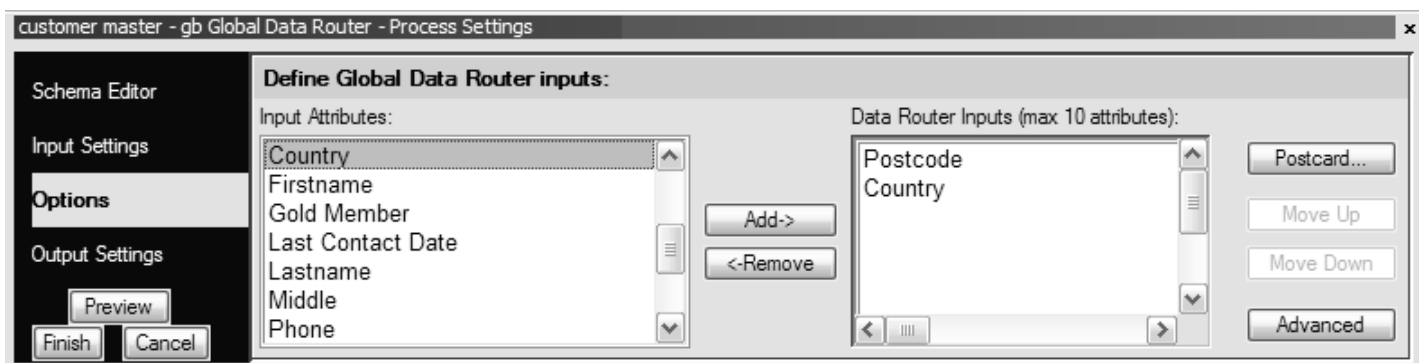 customer master - gb Global Data Router - Process Settings
x
Schema Editor
Input Settings
Options
Output Settings
Preview
Finish
Cancel
Define Global Data Router inputs:
Input Attributes:
Country
Firstname
Gold Member
Last Contact Date
Lastname
Middle
Phone
Add->
<-Remove
Data Router Inputs (max 10 attributes):
Postcode
Country
Postcard...
Move Up
Move Down
Advanced